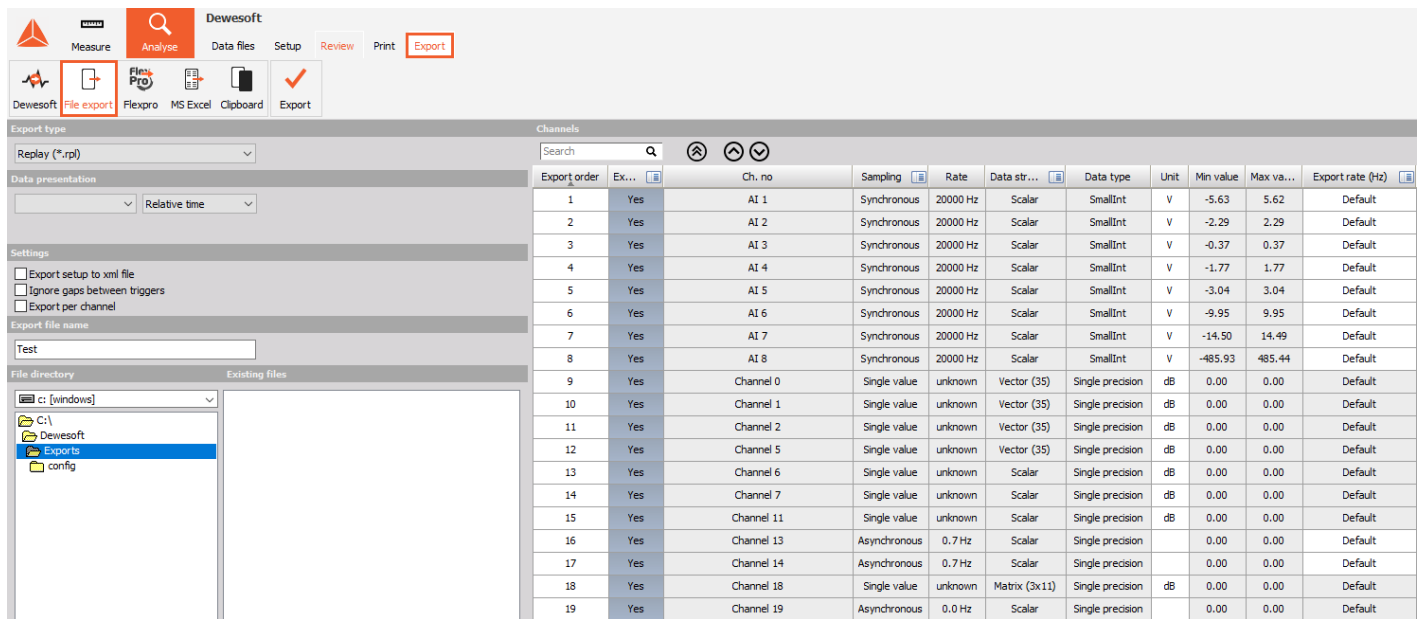 Dewesoft
Measure Analyse Data files Setup Review Print Export
Flex Pro
Dewesoft File export Flexpro MS Excel Clipboard Export
Export type
Replay (*.rpl)
Data presentation
Relative time
Settings
Export setup to xml file
Ignore gaps between triggers
Export per channel
Export file name
Test
File directory Existing files
c: [windows]
C:\
Dewesoft
Exports
config
Channels
Search
Export order Ex... Ch. no Sampling Rate Data str... Data type Unit Min value Max va... Export rate (Hz)
1 Yes AI 1 Synchronous 20000 Hz Scalar SmallInt V -5.63 5.62 Default
2 Yes AI 2 Synchronous 20000 Hz Scalar SmallInt V -2.29 2.29 Default
3 Yes AI 3 Synchronous 20000 Hz Scalar SmallInt V -0.37 0.37 Default
4 Yes AI 4 Synchronous 20000 Hz Scalar SmallInt V -1.77 1.77 Default
5 Yes AI 5 Synchronous 20000 Hz Scalar SmallInt V -3.04 3.04 Default
6 Yes AI 6 Synchronous 20000 Hz Scalar SmallInt V -9.95 9.95 Default
7 Yes AI 7 Synchronous 20000 Hz Scalar SmallInt V -14.50 14.49 Default
8 Yes AI 8 Synchronous 20000 Hz Scalar SmallInt V -485.93 485.44 Default
9 Yes Channel 0 Single value unknown Vector (35) Single precision dB 0.00 0.00 Default
10 Yes Channel 1 Single value unknown Vector (35) Single precision dB 0.00 0.00 Default
11 Yes Channel 2 Single value unknown Vector (35) Single precision dB 0.00 0.00 Default
12 Yes Channel 5 Single value unknown Vector (35) Single precision dB 0.00 0.00 Default
13 Yes Channel 6 Single value unknown Scalar Single precision dB 0.00 0.00 Default
14 Yes Channel 7 Single value unknown Scalar Single precision dB 0.00 0.00 Default
15 Yes Channel 11 Single value unknown Scalar Single precision dB 0.00 0.00 Default
16 Yes Channel 13 Asynchronous 0.7 Hz Scalar Single precision 0.00 0.00 Default
17 Yes Channel 14 Asynchronous 0.7 Hz Scalar Single precision 0.00 0.00 Default
18 Yes Channel 18 Single value unknown Matrix (3x11) Single precision dB 0.00 0.00 Default
19 Yes Channel 19 Asynchronous 0.0 Hz Scalar Single precision 0.00 0.00 Default